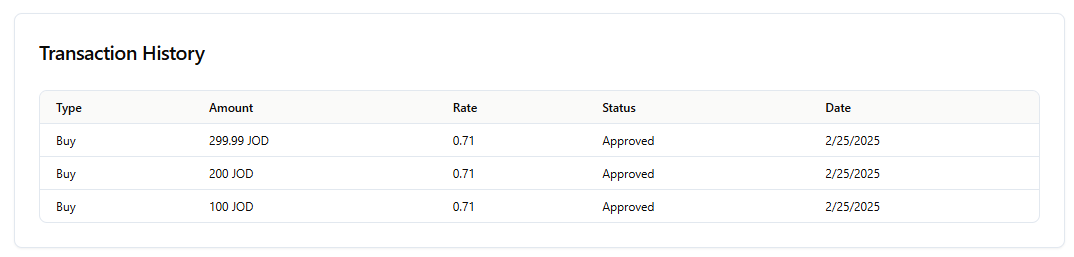 Transaction History
Type Amount Rate Status Date
Buy 299.99 JOD 0.71 Approved 2/25/2025
Buy 200 JOD 0.71 Approved 2/25/2025
Buy 100 JOD 0.71 Approved 2/25/2025